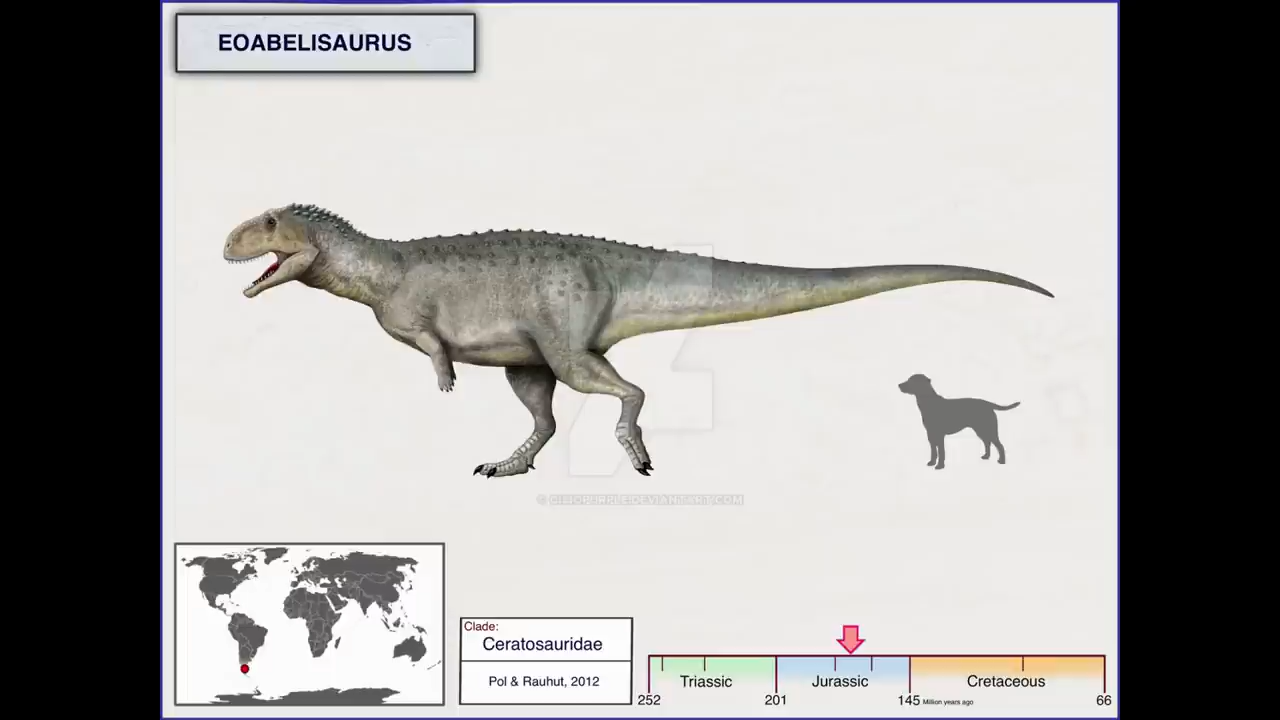 EOABELISAURUS
Clade:
Ceratosauridae
Pol & Rauhut, 2012
Triassic
Jurassic
Cretaceous
252
201
145 Million years ago
66